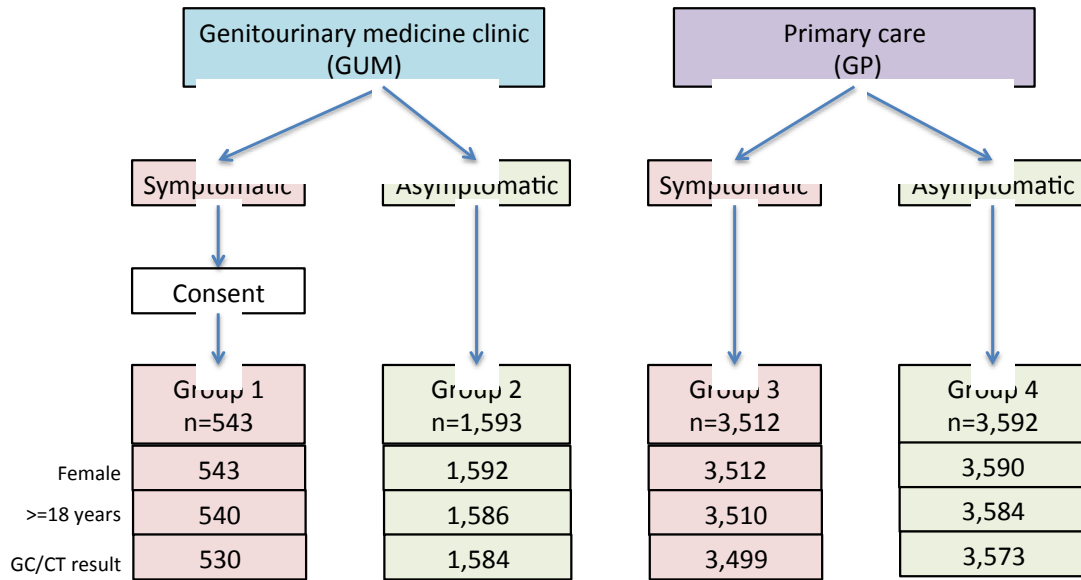 Genitourinary medicine clinic
(GUM)
Primary care
(GP)
Symptomatic
Asymptomatic
Symptomatic
Asymptomatic
Consent
Group 1
n=543
Group 2
n=1,593
Group 3
n=3,512
Group 4
n=3,592
Female
543
1,592
3,512
3,590
>=18 years
540
1,586
3,510
3,584
GC/CT result
530
1,584
3,499
3,573